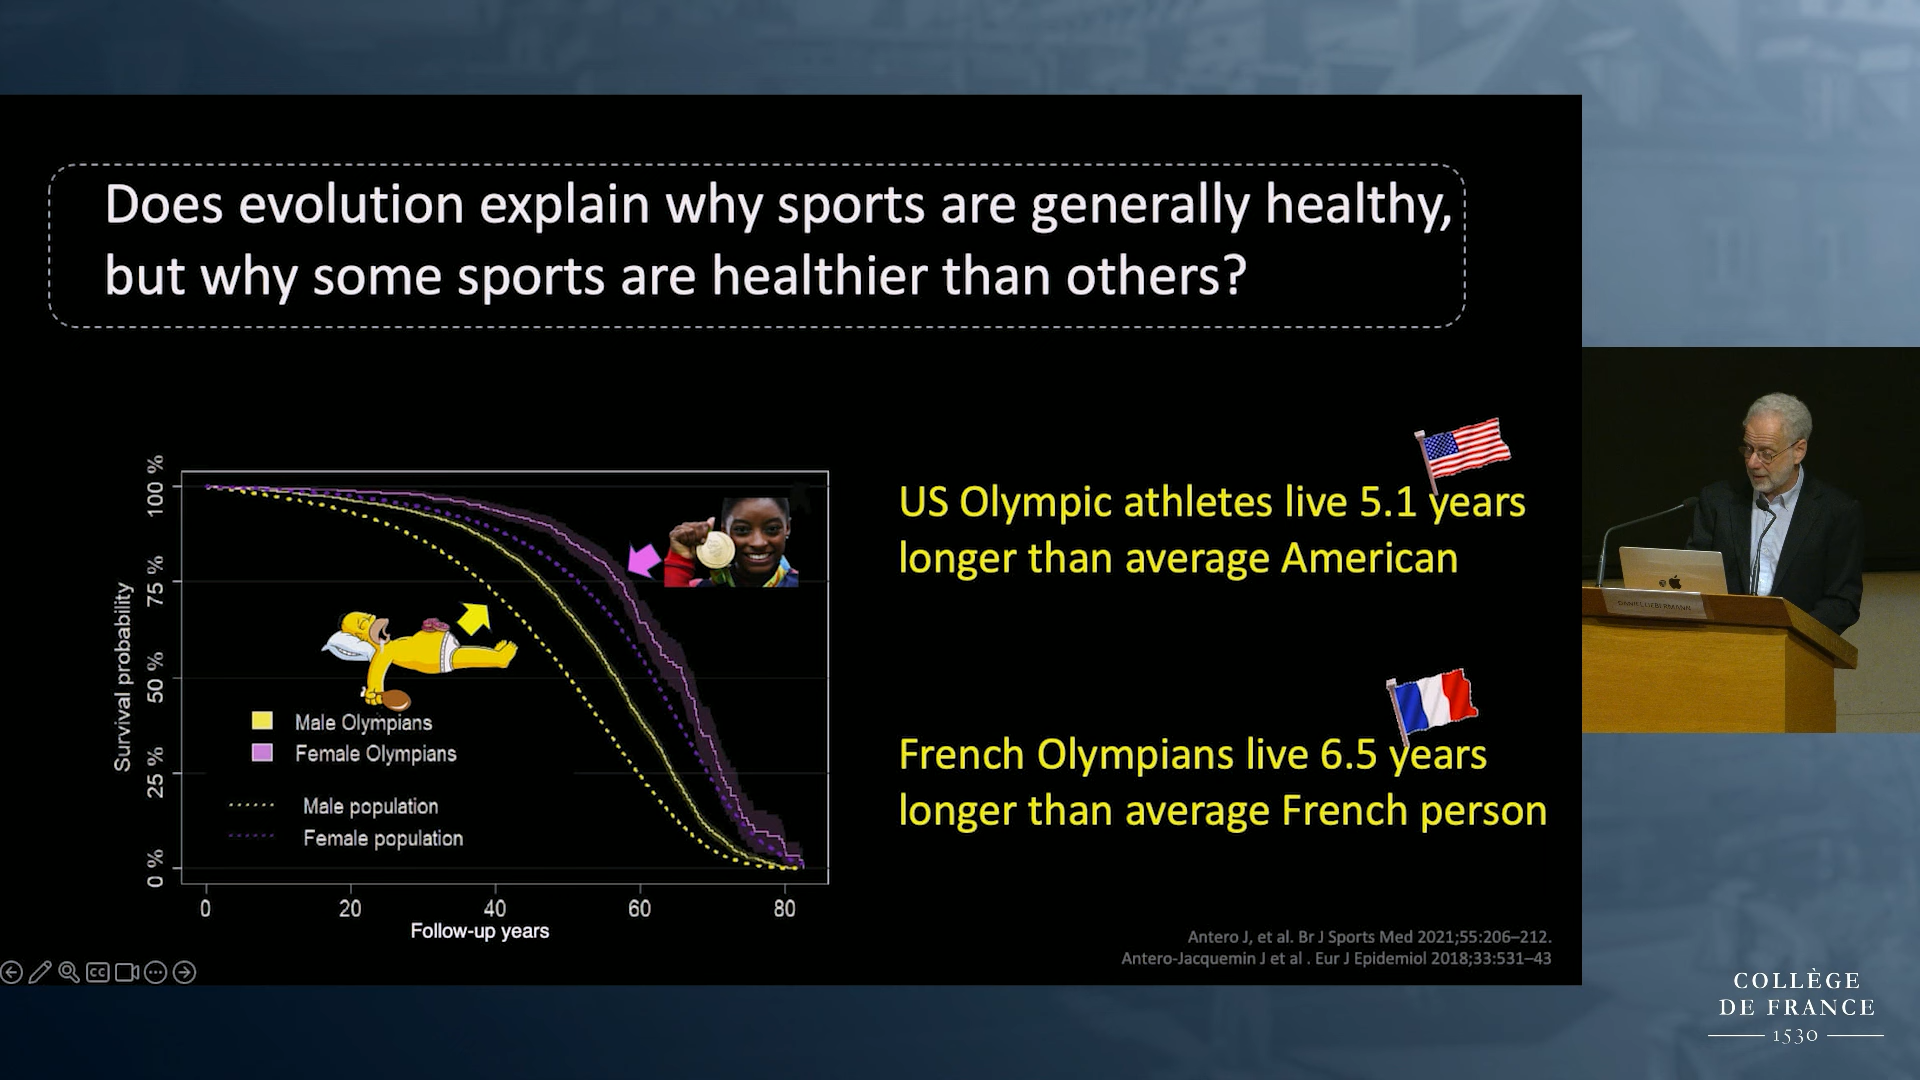 Does evolution explain why sports are generally healthy,
but why some sports are healthier than others?
100 %
75 %
50 %
25 %
0 %
Survival probability
Male Olympians
Female Olympians
Male population
Female population
0 20 40 60 80
Follow-up years
US Olympic athletes live 5.1 years
longer than average American
French Olympians live 6.5 years
longer than average French person
Antero J, et al. Br J Sports Med 2021;55:206–212.
Antero-Jacquemin J et al . Eur J Epidemiol 2018;33:531–43
cc
COLLÈGE
DE FRANCE
1530